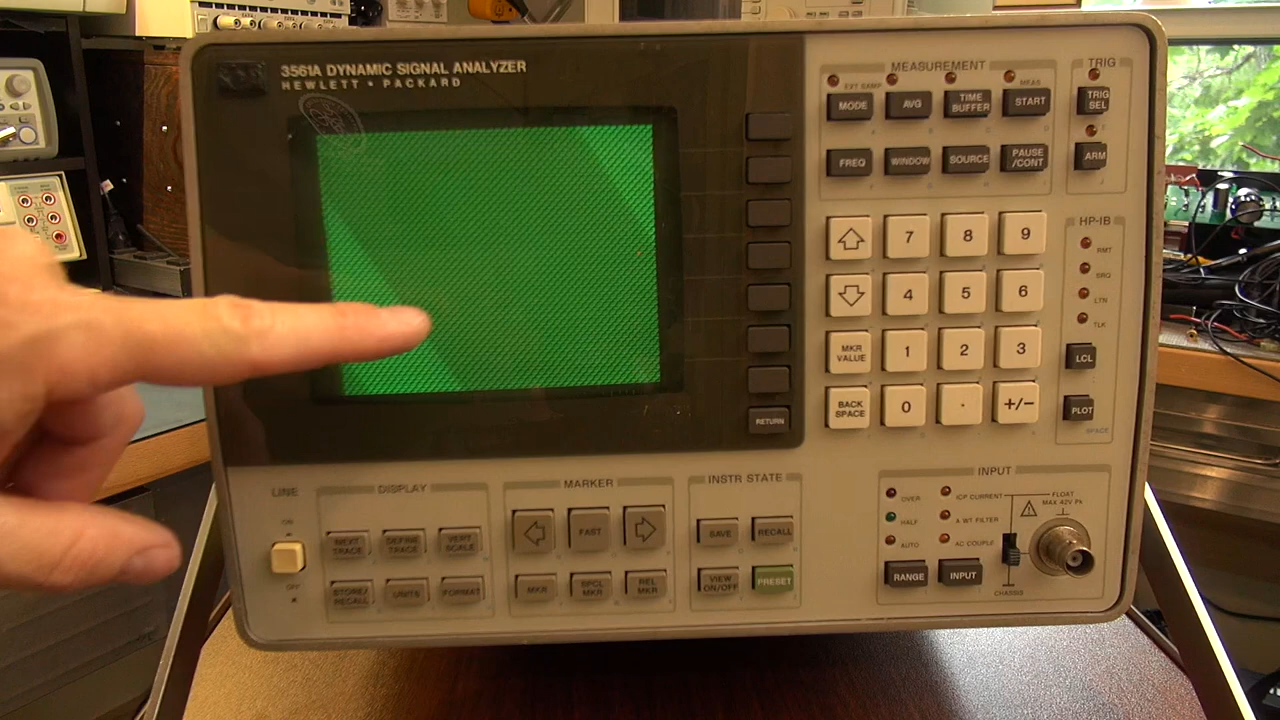 3561A DYNAMIC SIGNAL ANALYZER
HEWLETT • PACKARD
MEASUREMENT
TRIG
EXT SAMP
MEAS
MODE
AVG
TIME BUFFER
START
TRIG SEL
FREQ
WINDOW
SOURCE
PAUSE /CONT
ARM
HP-IB
7
8
9
RMT
SRQ
4
5
6
LTN
TLK
MKR VALUE
1
2
3
LCL
BACK SPACE
0
.
+/−
PLOT
SPACE
RETURN
LINE
ON
OFF
DISPLAY
NEXT TRACE
DEFINE TRACE
VERT SCALE
STORE/ RECALL
UNITS
FORMAT
MARKER
FAST
MKR
SPCL MKR
REL MKR
INSTR STATE
SAVE
RECALL
VIEW ON/OFF
PRESET
INPUT
OVER
ICP CURRENT
FLOAT
MAX 42V Pk
HALF
A WT FILTER
AUTO
AC COUPLE
RANGE
INPUT
CHASSIS